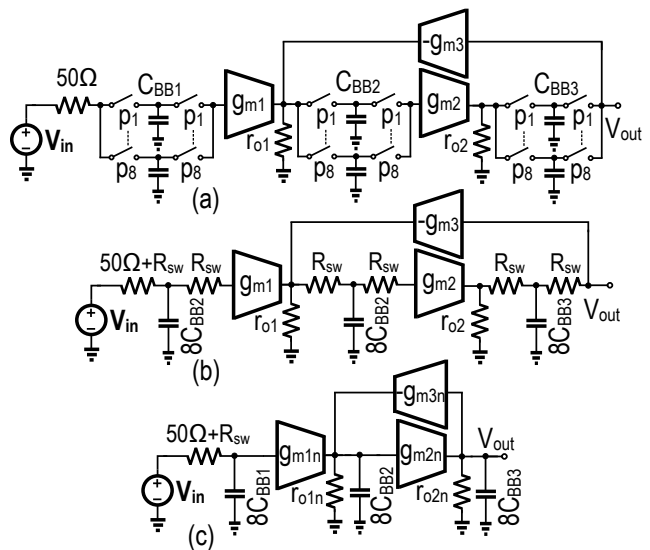 50Ω
C_BB1
C_BB2
C_BB3
g_m1
g_m2
-g_m3
p_1
p_1
p_1
p_1
p_1
p_1
p_8
p_8
p_8
p_8
p_8
p_8
r_o1
r_o2
V_in
V_out
(a)
50Ω+R_sw
R_sw
g_m1
R_sw
R_sw
g_m2
R_sw
R_sw
-g_m3
V_in
8C_BB2
r_o1
8C_BB2
r_o2
8C_BB3
V_out
(b)
50Ω+R_sw
g_m1n
g_m2n
-g_m3n
V_out
V_in
8C_BB1
r_o1n
8C_BB2
r_o2n
8C_BB3
(c)